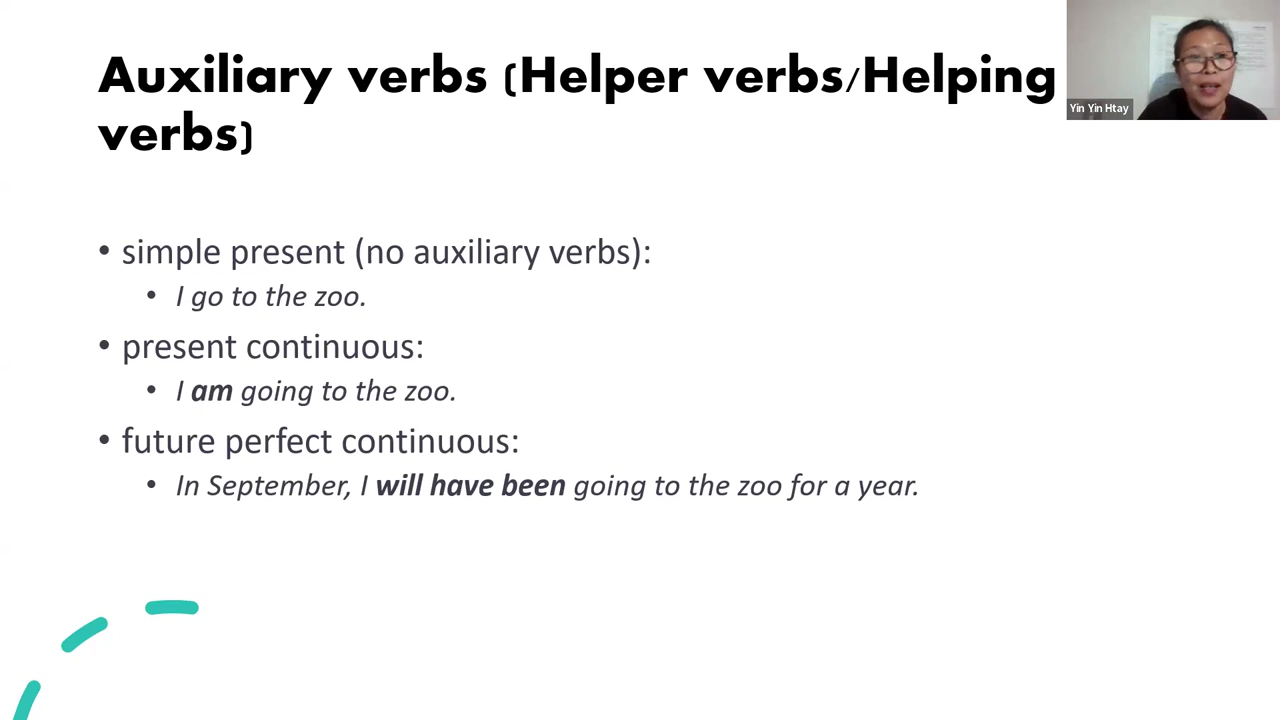 Auxiliary verbs (Helper verbs/Helping
verbs)
Yin Yin Htay
• simple present (no auxiliary verbs):
• I go to the zoo.
• present continuous:
• I am going to the zoo.
• future perfect continuous:
• In September, I will have been going to the zoo for a year.